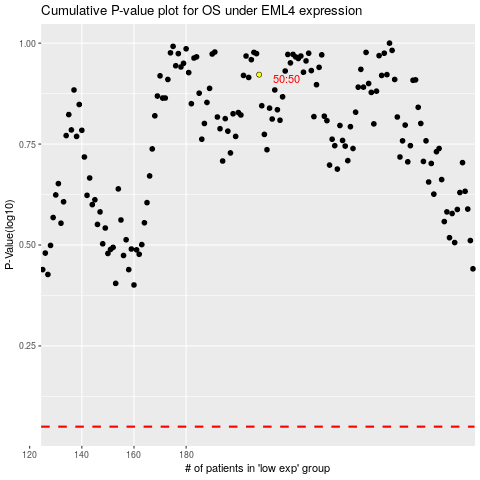 Cumulative P-value plot for OS under EML4 expression
1.00
50:50
0.75
0.50
0.25
P-Value(log10)
120 140 160 180
# of patients in 'low exp' group